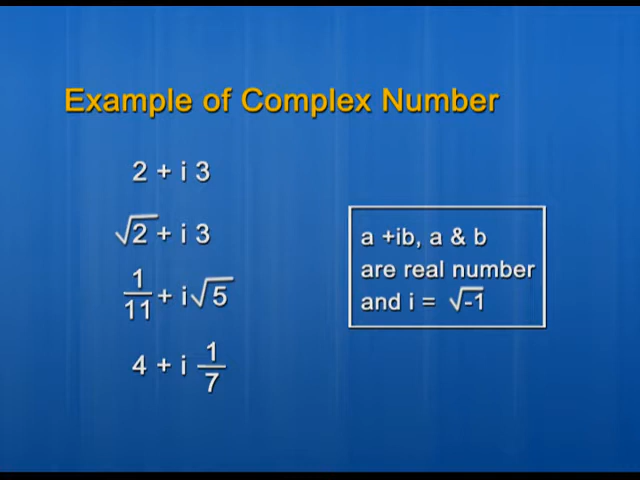 Example of Complex Number
2 + i 3
√2 + i 3
1/11 + i√5
4 + i 1/7
a +ib, a & b
are real number
and i = √-1